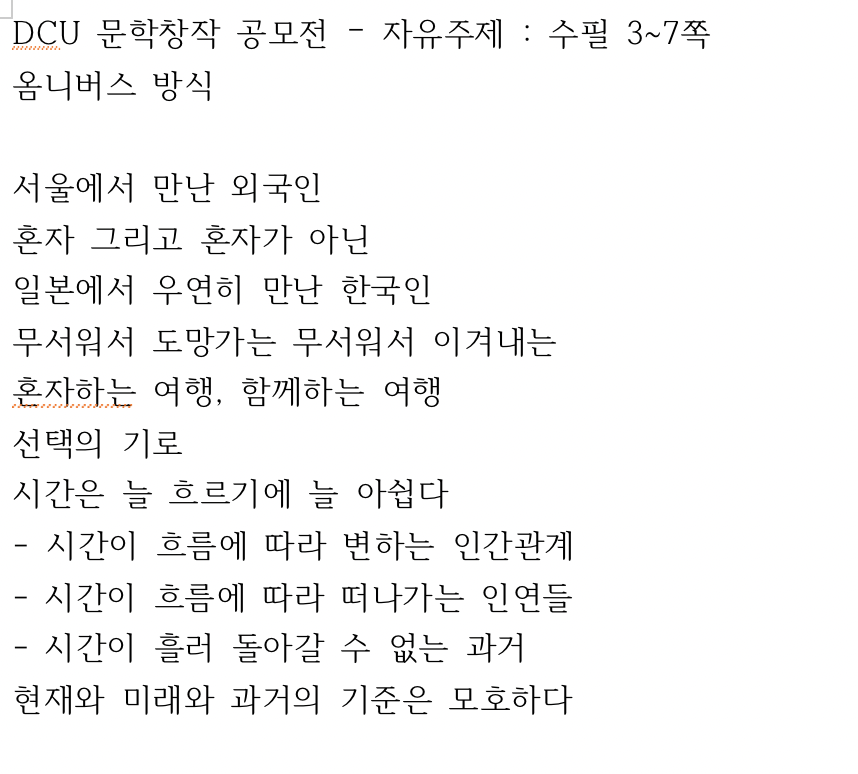 DCU 문학창작 공모전 - 자유주제 : 수필 3~7쪽
옴니버스 방식
서울에서 만난 외국인
혼자 그리고 혼자가 아닌
일본에서 우연히 만난 한국인
무서워서 도망가는 무서워서 이겨내는
혼자하는 여행, 함께하는 여행
선택의 기로
시간은 늘 흐르기에 늘 아쉽다
- 시간이 흐름에 따라 변하는 인간관계
- 시간이 흐름에 따라 떠나가는 인연들
- 시간이 흘러 돌아갈 수 없는 과거
현재와 미래와 과거의 기준은 모호하다